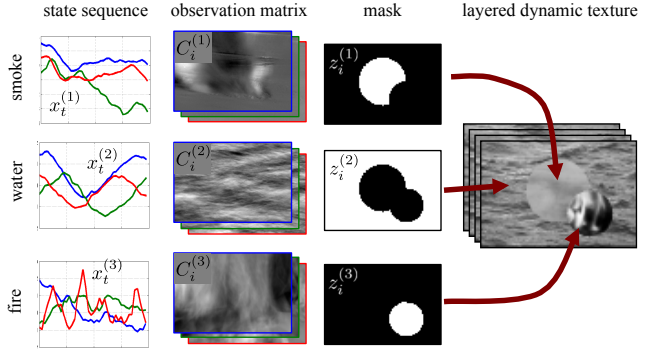 state sequence observation matrix mask layered dynamic texture
smoke
x_t^{(1)} C_i^{(1)} z_i^{(1)}
water
x_t^{(2)} C_i^{(2)} z_i^{(2)}
fire
x_t^{(3)} C_i^{(3)} z_i^{(3)}